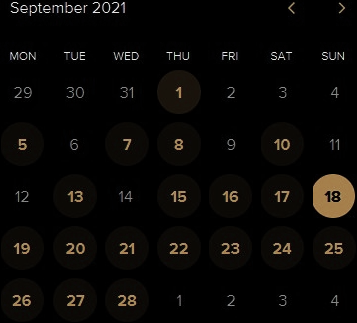 September 2021
MON TUE WED THU FRI SAT SUN
29 30 31 1 2 3 4
5 6 7 8 9 10 11
12 13 14 15 16 17 18
19 20 21 22 23 24 25
26 27 28 1 2 3 4